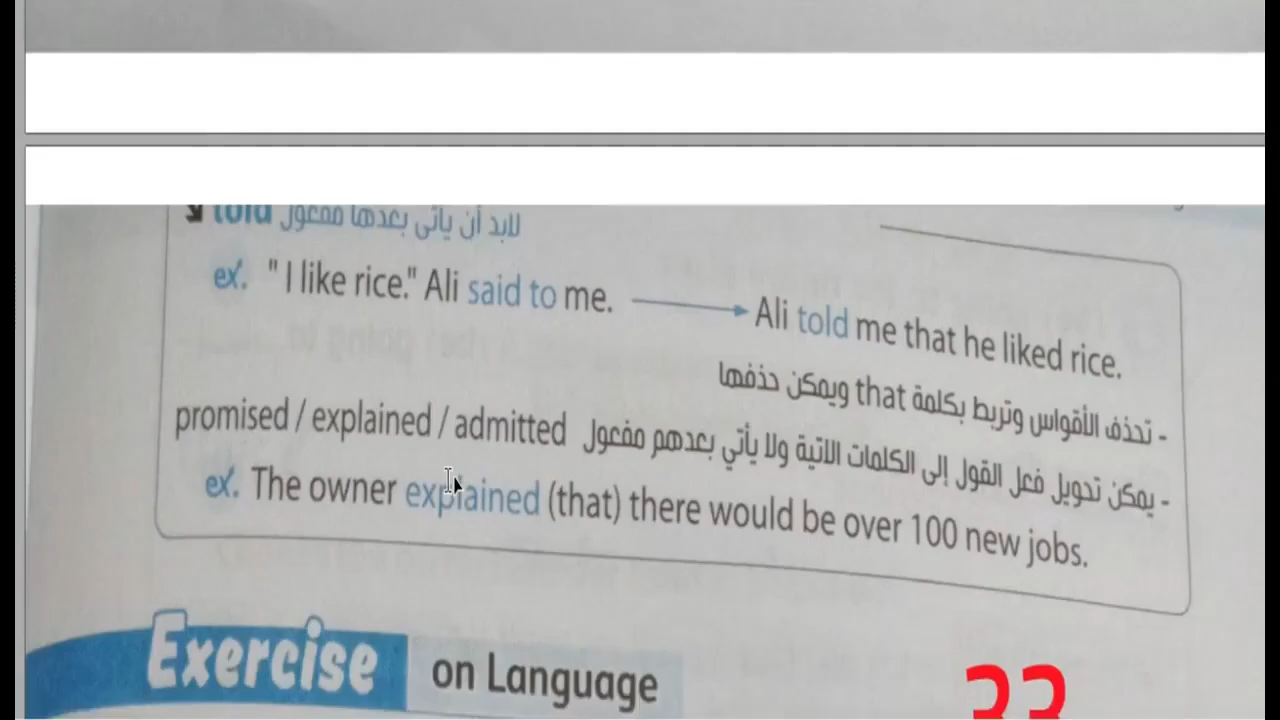 told لابد أن يأتى بعدها مفعول
ex. " I like rice." Ali said to me. Ali told me that he liked rice.
- تحذف الأقواس وتربط بكلمة that ويمكن حذفها
- يمكن تحويل فعل القول إلى الكلمات الاتية ولا يأتي بعدهم مفعول promised / explained / admitted
ex. The owner explained (that) there would be over 100 new jobs.
Exercise on Language
33